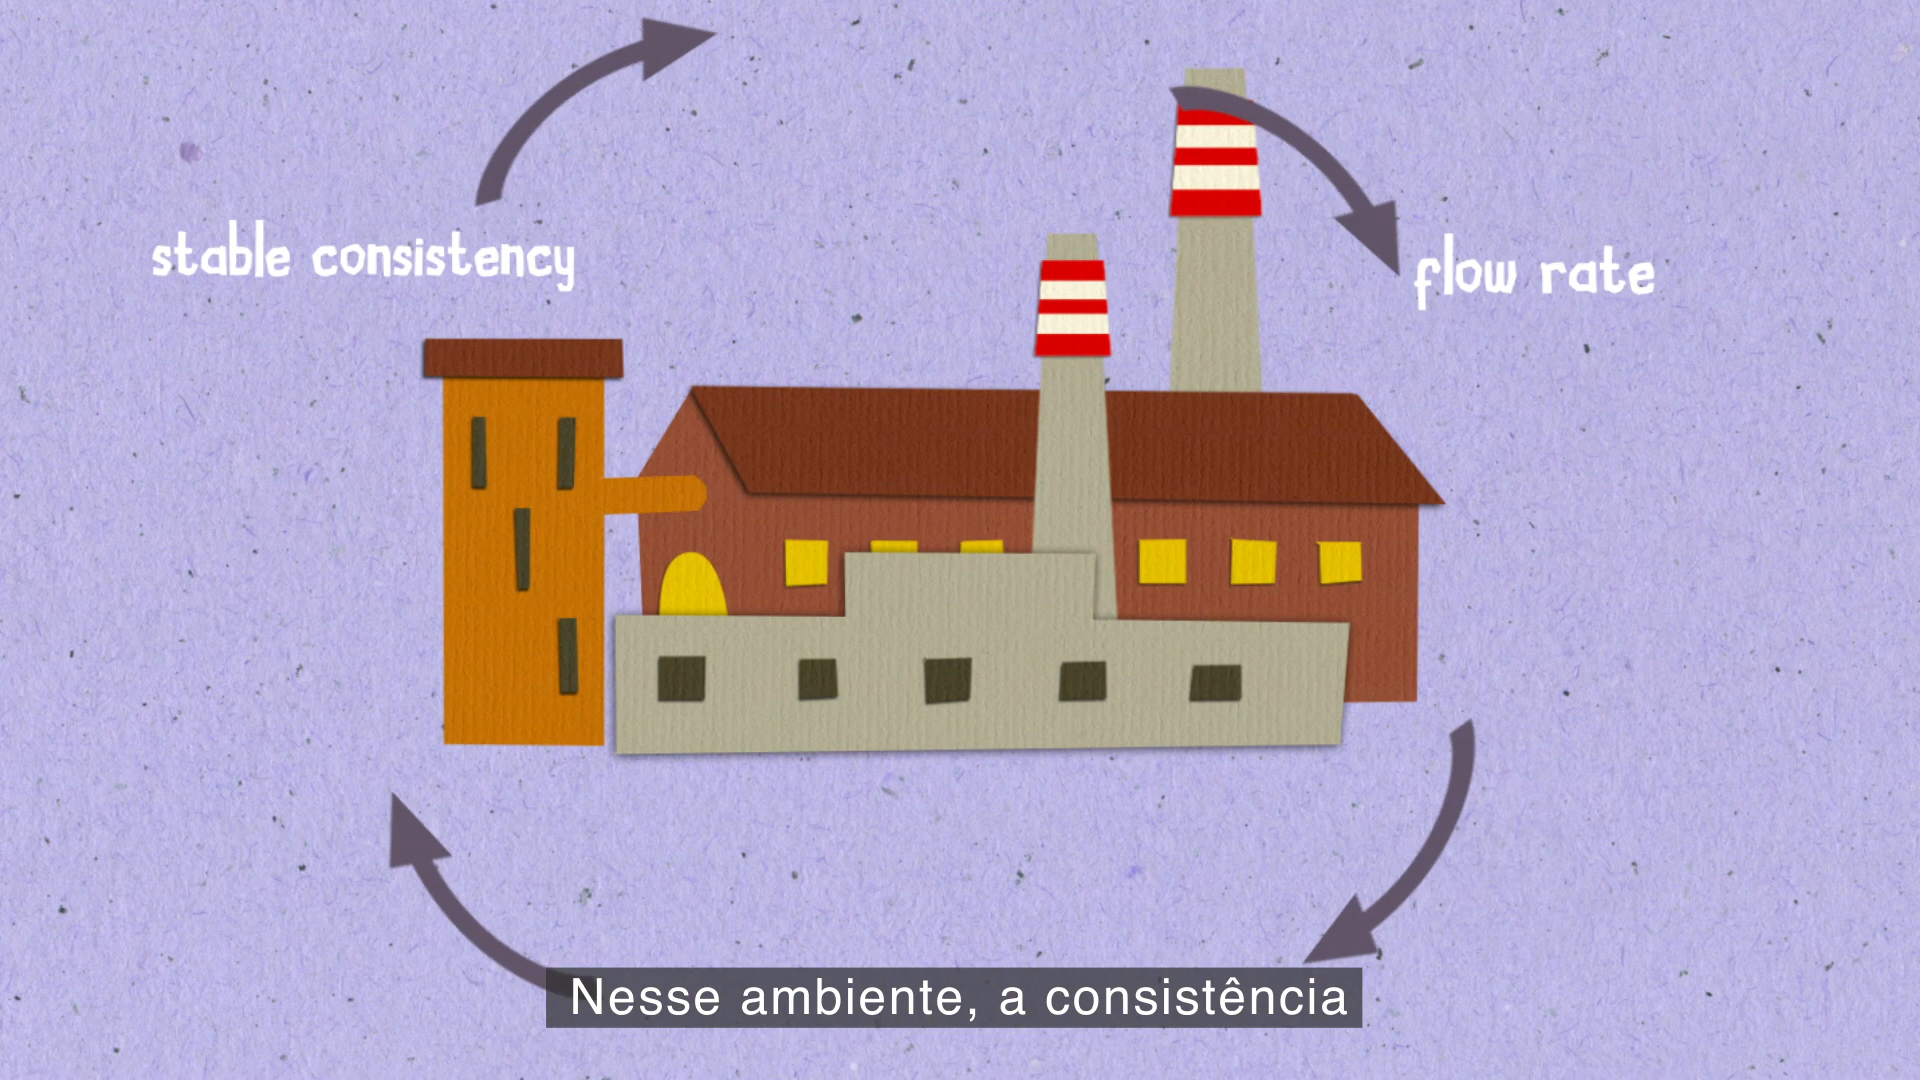 stable consistency
flow rate
Nesse ambiente, a consistência